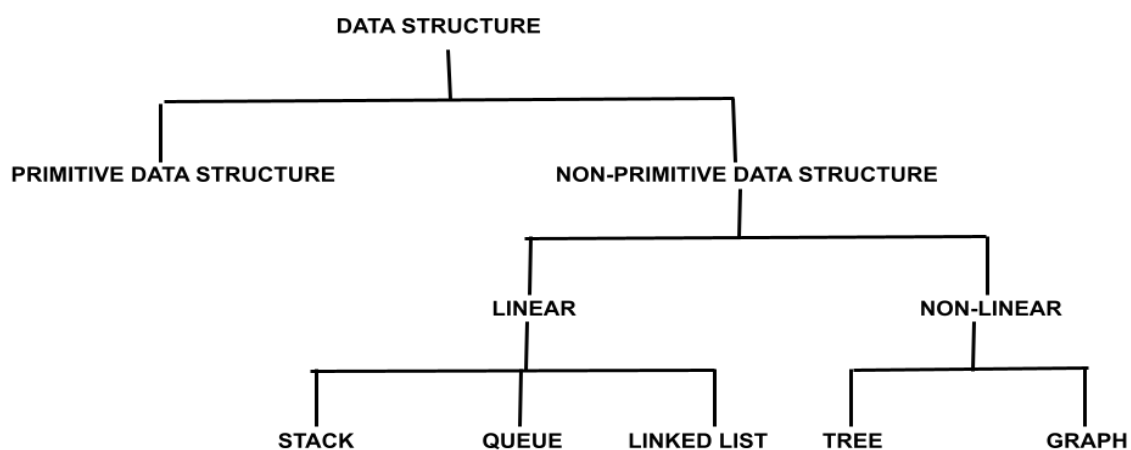 DATA STRUCTURE
PRIMITIVE DATA STRUCTURE
NON-PRIMITIVE DATA STRUCTURE
LINEAR
NON-LINEAR
STACK
QUEUE
LINKED LIST
TREE
GRAPH